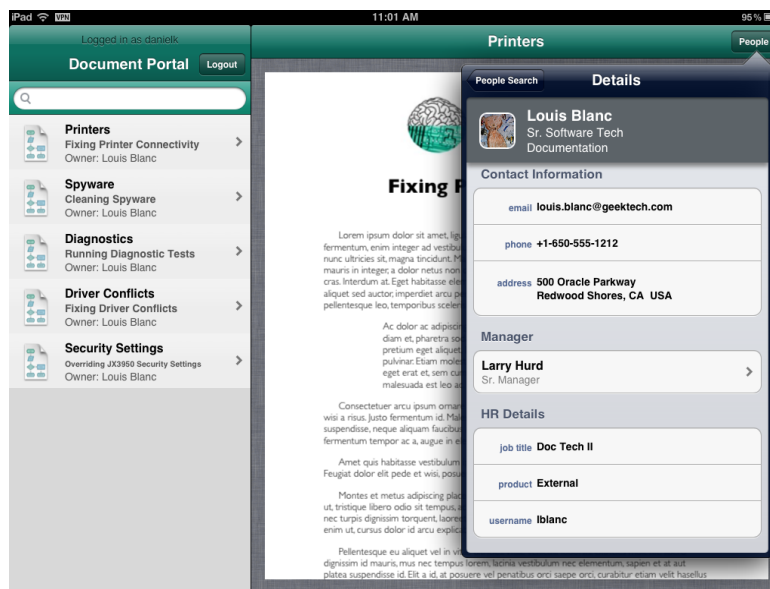 iPad VPN 11:01 AM 95 %
Logged in as danielk
Document Portal Logout
Printers
Fixing Printer Connectivity
Owner: Louis Blanc
Spyware
Cleaning Spyware
Owner: Louis Blanc
Diagnostics
Running Diagnostic Tests
Owner: Louis Blanc
Driver Conflicts
Fixing Driver Conflicts
Owner: Louis Blanc
Security Settings
Overriding JX3950 Security Settings
Owner: Louis Blanc
Printers People
Fixing P
Lorem ipsum dolor sit amet, ligu
fermentum, enim integer ad vestibu
nunc ultricies sit, magna tincidunt. M
mauris in integer, a dolor netus non
cras. Interdum at. Eget habitasse ele
aliquet sed auctor, imperdiet arcu p
pellentesque leo, temporibus sceler
Ac dolor ac adipiscin
diam et, pharetra soc
pretium eget aliquet
pulvinar. Etiam moles
eget erat et, sem cu
malesuada est leo a
Consectetuer arcu ipsum ornar
wisi a risus. Justo fermentum id. Mal
suspendisse, neque aliquam faucibu
fermentum tempor ac a, augue in e
Amet quis habitasse vestibulum
Feugiat dolor elit pede et wisi, posu
Montes et metus adipiscing plac
ut, tristique libero odio sit tempus, a
nec turpis dignissim torquent, laoree
enim ut, cursus dolor id arcu explic
Pellentesque eu aliquet vel in vi
dignissim id mauris, mus nec tempus lorem, lacinia vestibulum nec elementum, sapien et at aut
platea suspendisse id. Elit a id, at posuere vel penatibus orci saepe orci, curabitur etiam velit hasellus
People Search Details
Louis Blanc
Sr. Software Tech
Documentation
Contact Information
email louis.blanc@geektech.com
phone +1-650-555-1212
address 500 Oracle Parkway
Redwood Shores, CA USA
Manager
Larry Hurd
Sr. Manager
HR Details
job title Doc Tech II
product External
username lblanc